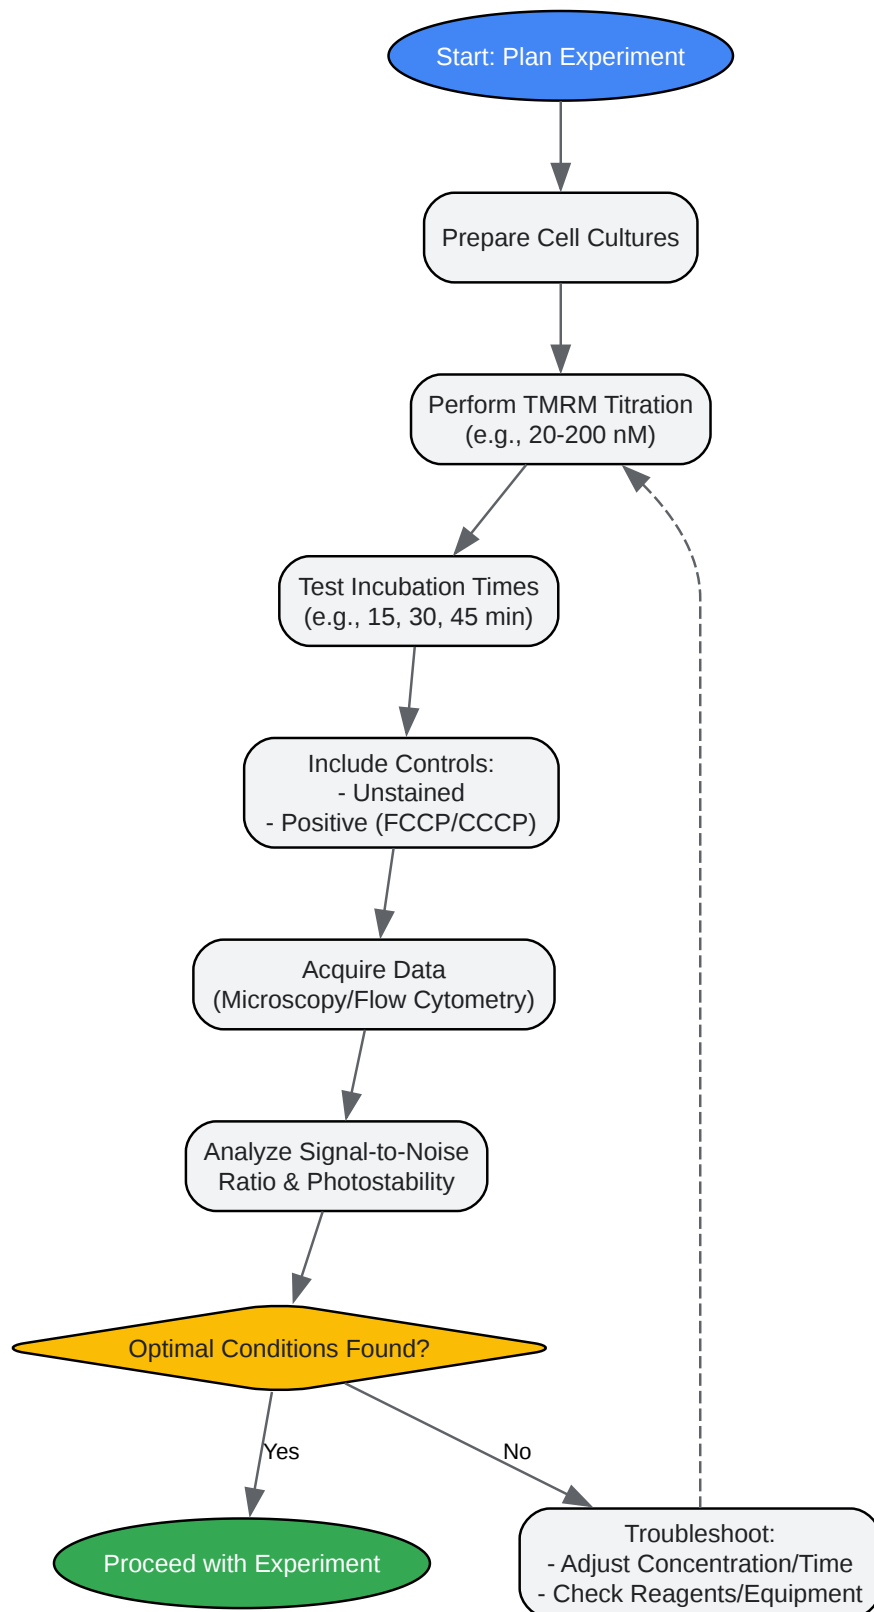 Start: Plan Experiment
Prepare Cell Cultures
Perform TMRM Titration
(e.g., 20-200 nM)
Test Incubation Times
(e.g., 15, 30, 45 min)
Include Controls:
- Unstained
- Positive (FCCP/CCCP)
Acquire Data
(Microscopy/Flow Cytometry)
Analyze Signal-to-Noise
Ratio & Photostability
Optimal Conditions Found?
Yes
No
Proceed with Experiment
Troubleshoot:
- Adjust Concentration/Time
- Check Reagents/Equipment